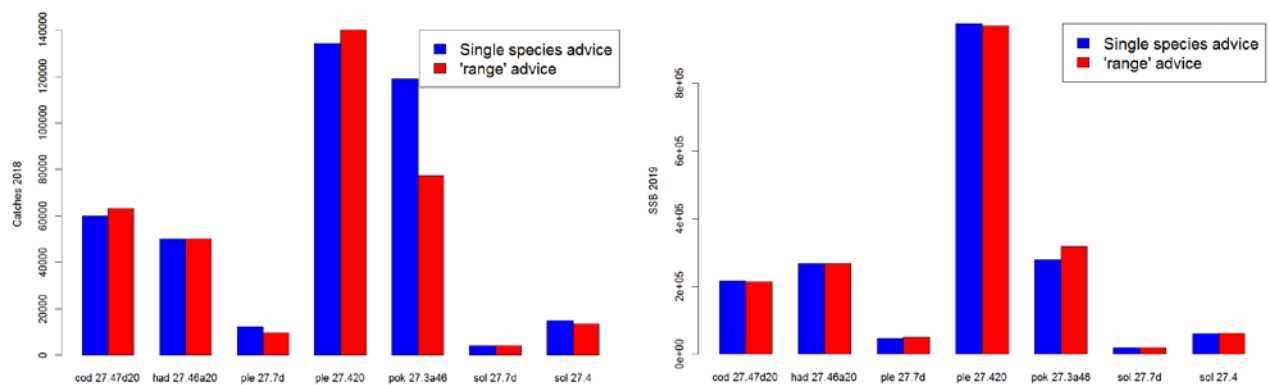 Single species advice
'range' advice
Catches 2018
0
20000
40000
60000
80000
100000
120000
140000
cod 27.47d20 had 27.46a20 ple 27.7d ple 27.420 pok 27.3a46 sol 27.7d sol 27.4
Single species advice
'range' advice
SSB 2019
0e+00
2e+05
4e+05
6e+05
8e+05
cod 27.47d20 had 27.46a20 ple 27.7d ple 27.420 pok 27.3a46 sol 27.7d sol 27.4